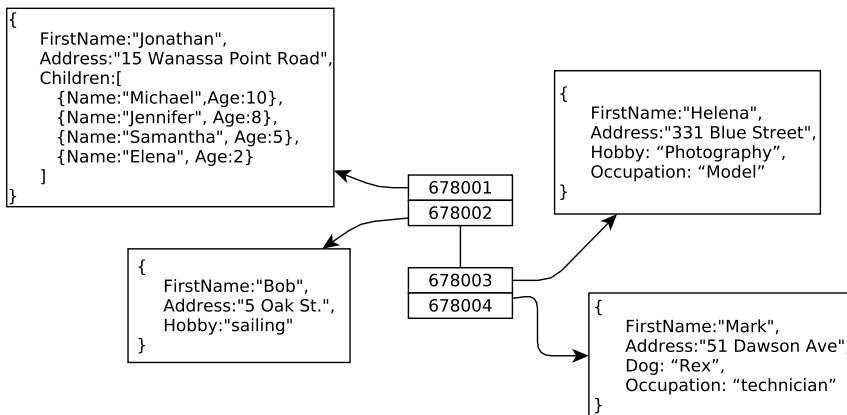 {
FirstName:"Jonathan",
Address:"15 Wanassa Point Road",
Children:[
{Name:"Michael",Age:10},
{Name:"Jennifer", Age:8},
{Name:"Samantha", Age:5},
{Name:"Elena", Age:2}
]
}
678001
678002
{
FirstName:"Helena",
Address:"331 Blue Street",
Hobby: “Photography”,
Occupation: “Model”
}
{
FirstName:"Bob",
Address:"5 Oak St.",
Hobby:"sailing"
}
678003
678004
{
FirstName:"Mark",
Address:"51 Dawson Ave",
Dog: “Rex”,
Occupation: “technician”
}